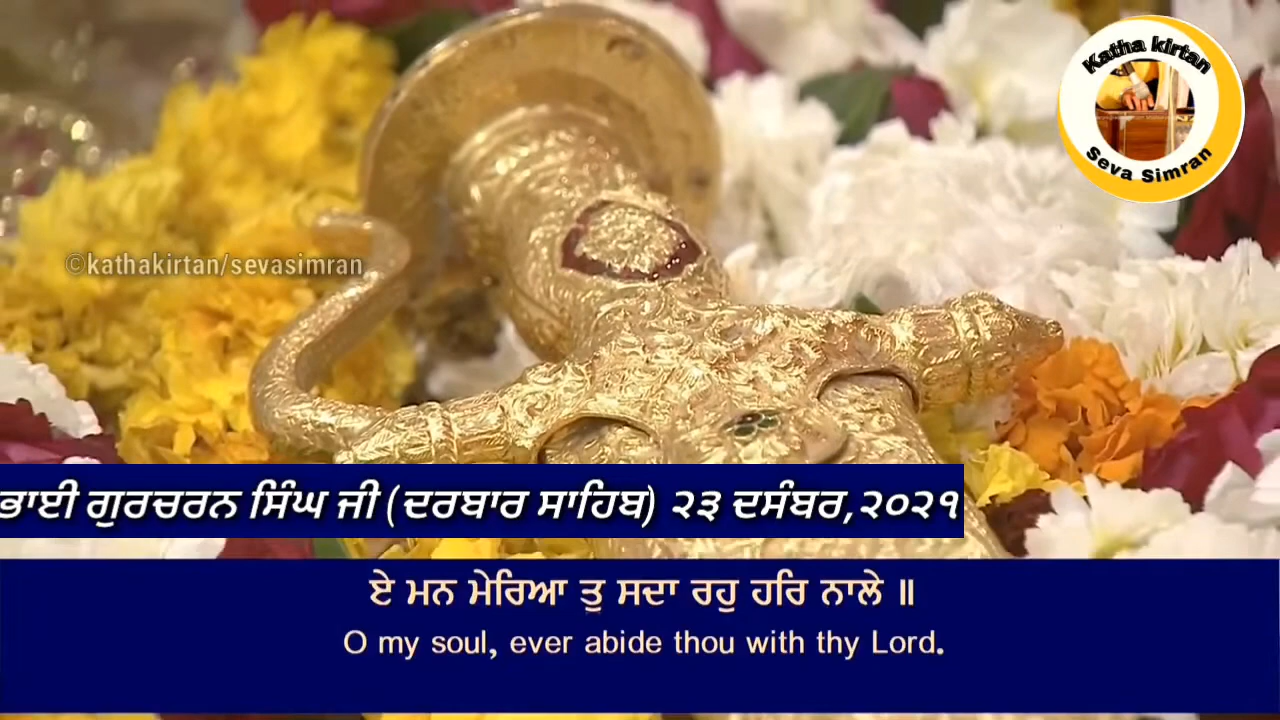 Katha kirtan
Seva Simran
©kathakirtan/sevasimran
ਭਾਈ ਗੁਰਚਰਨ ਸਿੰਘ ਜੀ (ਦਰਬਾਰ ਸਾਹਿਬ) ੨੩ ਦਸੰਬਰ,੨੦੨੧
ਏ ਮਨ ਮੇਰਿਆ ਤੁ ਸਦਾ ਰਹੁ ਹਰਿ ਨਾਲੇ ॥
O my soul, ever abide thou with thy Lord.